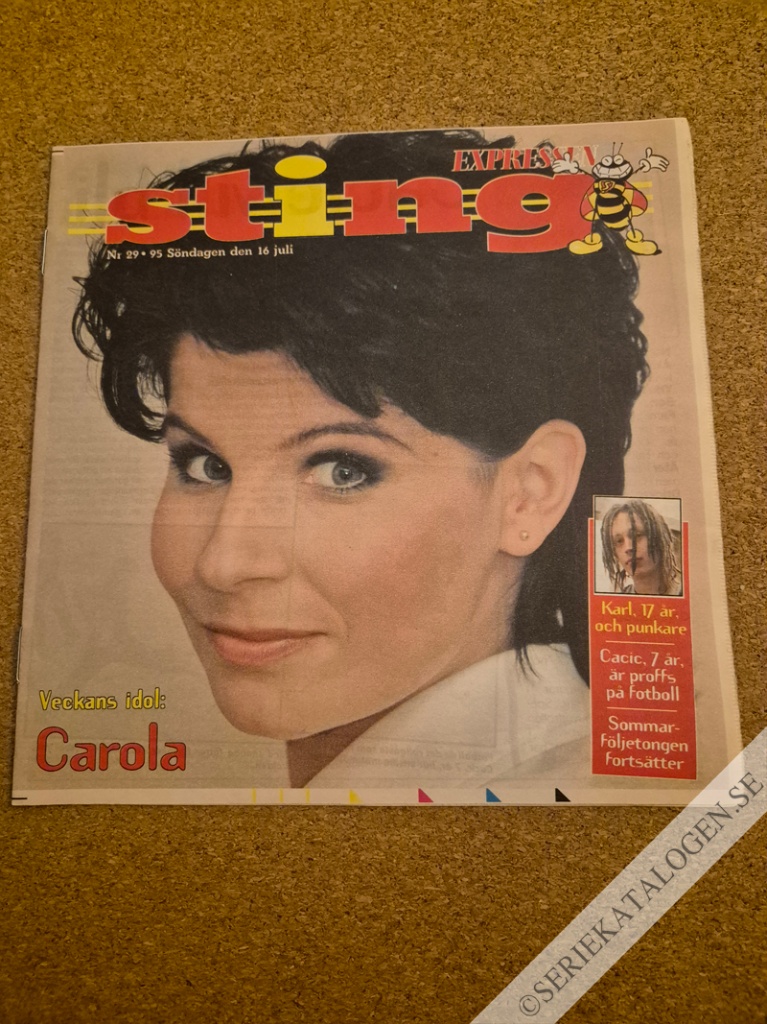 EXPRESSEN
sting
Nr 29 • 95 Söndagen den 16 juli
Karl, 17 år,
och punkare
Cacic, 7 år,
är proffs
på fotboll
Sommar-
följetongen
fortsätter
Veckans idol:
Carola
©SERIEKATALOGEN.SE